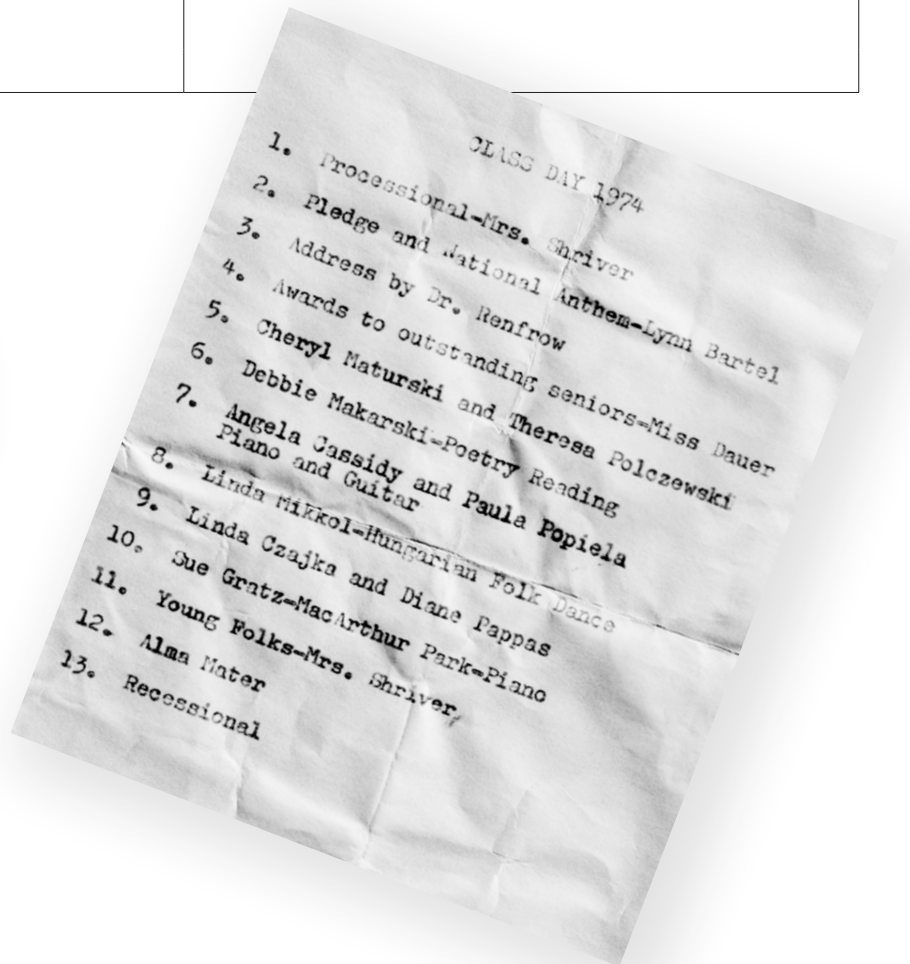 CLASS DAY 1974
1. Processional-Mrs. Shriver
2. Pledge and National Anthem-Lynn Bartel
3. Address by Dr. Renfrow
4. Awards to outstanding seniors-Miss Dauer
5. Cheryl Maturski and Theresa Polczewski
6. Debbie Makarski-Poetry Reading
7. Angela Cassidy and Paula Popiela
Piano and Guitar
8. Linda Mikkol-Hungarian Folk Dance
9. Linda Czajka and Diane Pappas
10. Sue Gratz-MacArthur Park-Piano
11. Young Folks-Mrs. Shriver
12. Alma Mater
13. Recessional